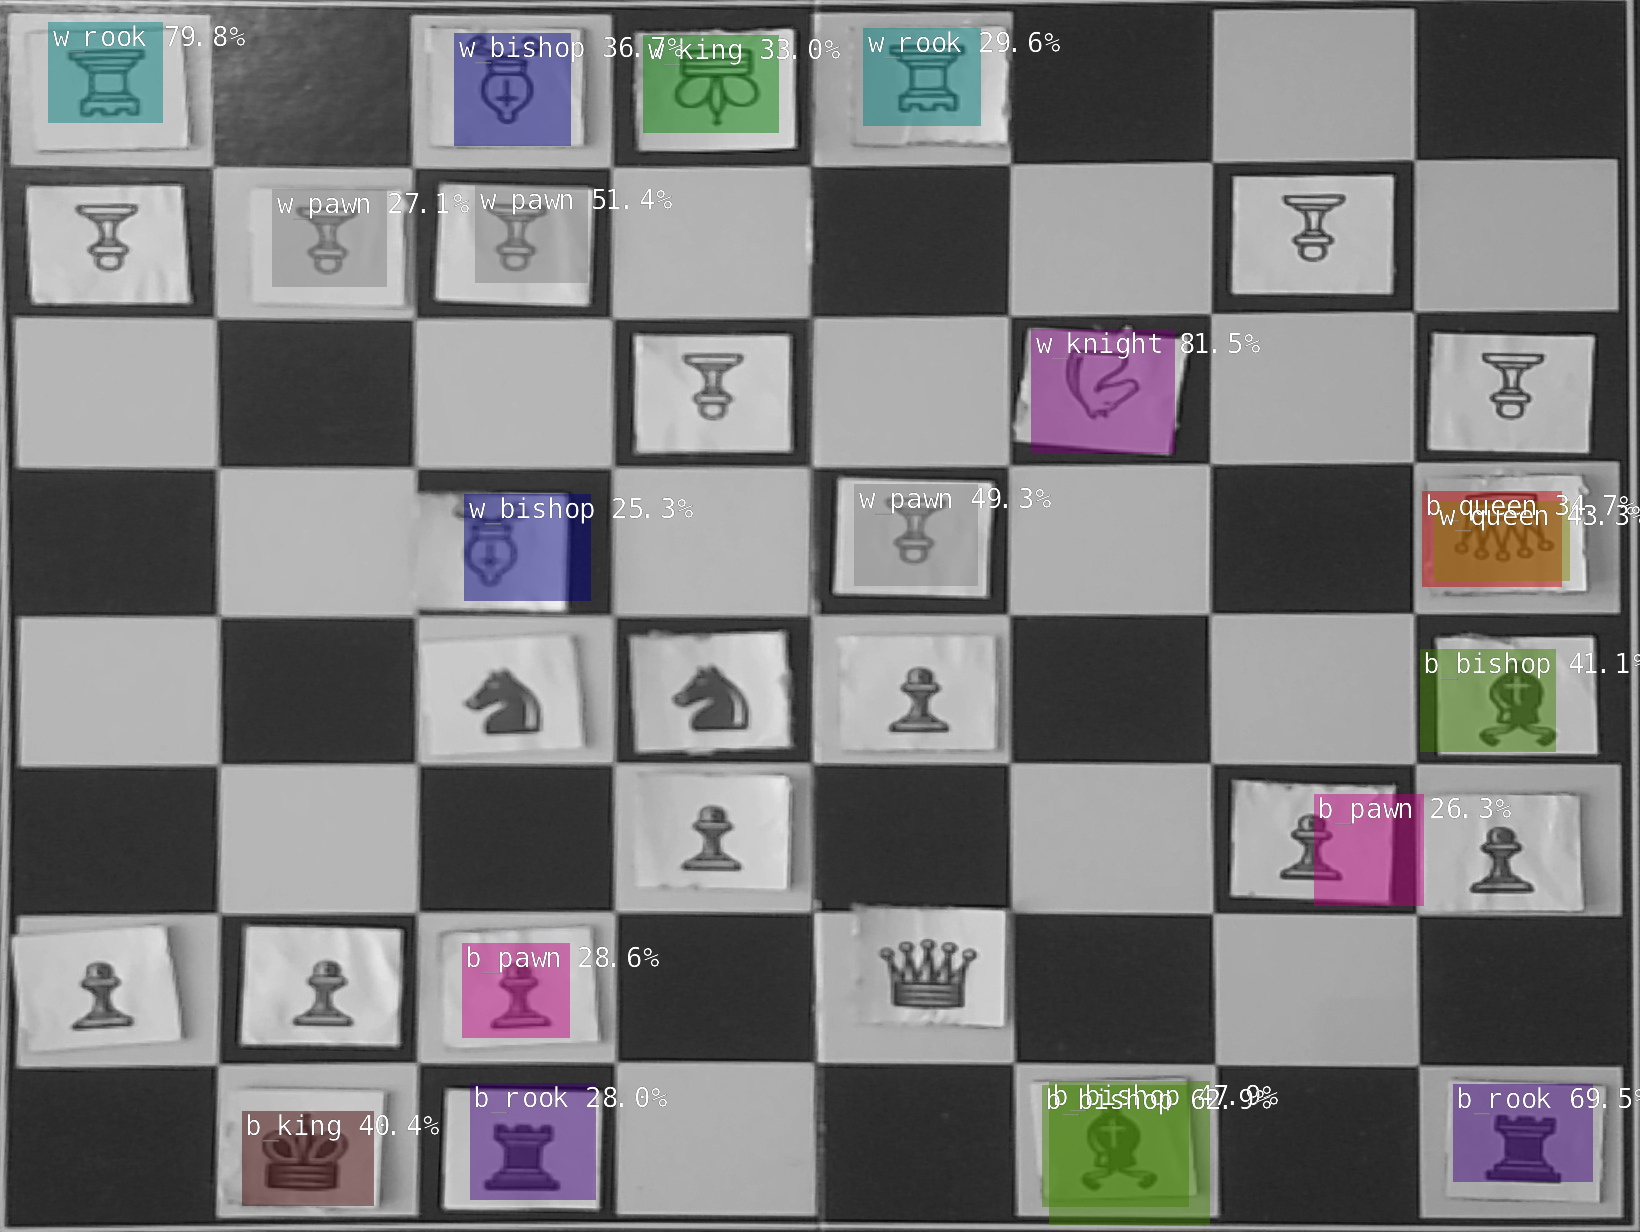 w_rook 79.8%
w_bishop 36.7%
w_king 33.0%
w_rook 29.6%
w_pawn 27.1%
w_pawn 51.4%
w_knight 81.5%
w_bishop 25.3%
w_pawn 49.3%
b_queen 34.7%
w_queen 43.3%
b_bishop 41.1%
b_pawn 26.3%
b_pawn 28.6%
b_king 40.4%
b_rook 28.0%
b_bishop 47.9%
b_bishop 62.9%
b_rook 69.5%